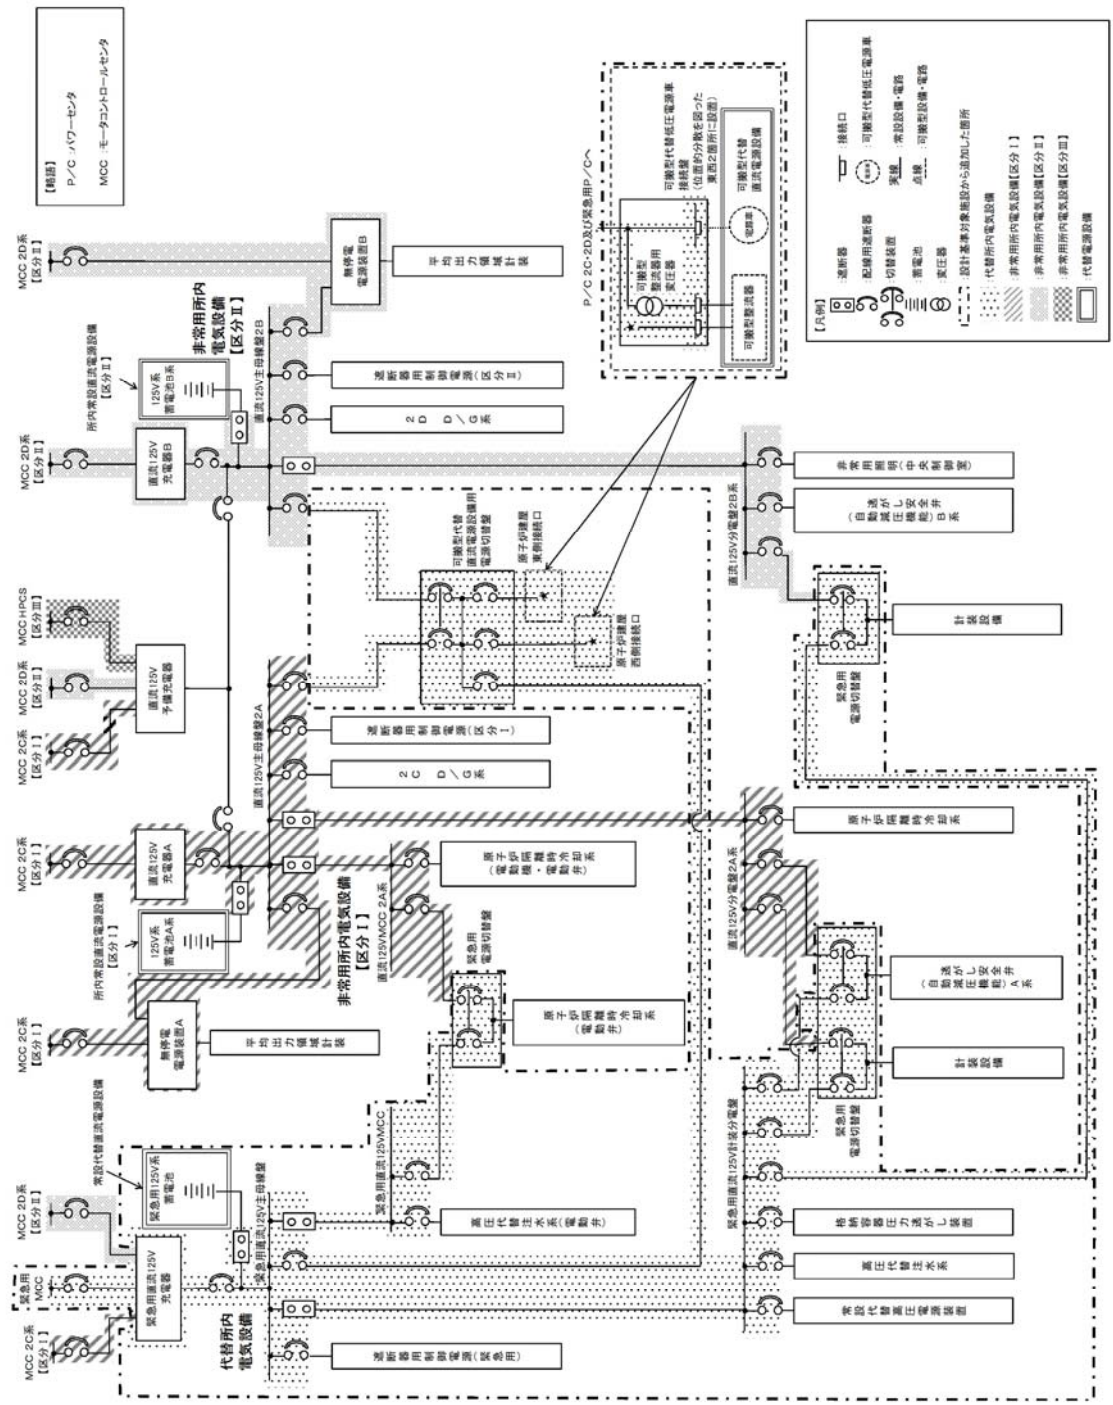 【略語】
P/C :パワーセンタ
MCC :モータコントロールセンタ
MCC 2D系
【区分Ⅱ】
無停電
電源装置B
平均出力領域計装
非常用所内
電気設備
【区分Ⅱ】
所内常設直流電源設備
【区分Ⅱ】
125V系
蓄電池B系
MCC 2D系
【区分Ⅱ】
直流125V
充電器B
直流125V主母線盤2B
遮断器用制御電源(区分Ⅱ)
2D D/G系
MCC HPCS
【区分Ⅲ】
MCC 2D系
【区分Ⅱ】
MCC 2C系
【区分Ⅰ】
直流125V
予備充電器
直流125V主母線盤2A
遮断器用制御電源(区分Ⅰ)
2C D/G系
MCC 2C系
【区分Ⅰ】
直流125V
充電器A
所内常設直流電源設備
【区分Ⅰ】
125V系
蓄電池A系
非常用所内電気設備
【区分Ⅰ】
MCC 2C系
【区分Ⅰ】
無停電
電源装置A
平均出力領域計装
直流125VMCC 2A系
原子炉隔離時冷却系
(電動機・電動弁)
緊急用
電源切替盤
原子炉隔離時冷却系
(電動弁)
可搬型代替
直流電源設備用
電源切替盤
原子炉建屋
東側接続口
原子炉建屋
西側接続口
P/C 2C・2D及び緊急用P/Cへ
可搬型代替低圧電源車
接続盤
(位置的分散を図った
東西2箇所に設置)
可搬型
整流器用
変圧器
可搬型整流器
電源車
可搬型代替
直流電源設備
直流125V分電盤2B系
非常用照明(中央制御室)
逃がし安全弁
(自動減圧機能)B系
緊急用
電源切替盤
計装設備
直流125V分電盤2A系
原子炉隔離時冷却系
逃がし安全弁
(自動減圧機能)A系
計装設備
緊急用
電源切替盤
常設代替直流電源設備
MCC 2D系
【区分Ⅱ】
緊急用
MCC
MCC 2C系
【区分Ⅰ】
緊急用直流125V
充電器
緊急用125V系
蓄電池
緊急用直流125V主母線盤
代替所内
電気設備
遮断器用制御電源(緊急用)
緊急用直流125VMCC
高圧代替注水系(電動弁)
緊急用直流125V計装分電盤
格納容器圧力逃がし装置
高圧代替注水系
常設代替高圧電源装置
【凡例】
:遮断器
:配線用遮断器
:切替装置
:蓄電池
:変圧器
:接続口
電源車
:可搬型代替低圧電源車
実線 :常設設備・電路
点線 :可搬型設備・電路
:設計基準対象施設から追加した箇所
:代替所内電気設備
:非常用所内電気設備【区分Ⅰ】
:非常用所内電気設備【区分Ⅱ】
:非常用所内電気設備【区分Ⅲ】
:代替電源設備